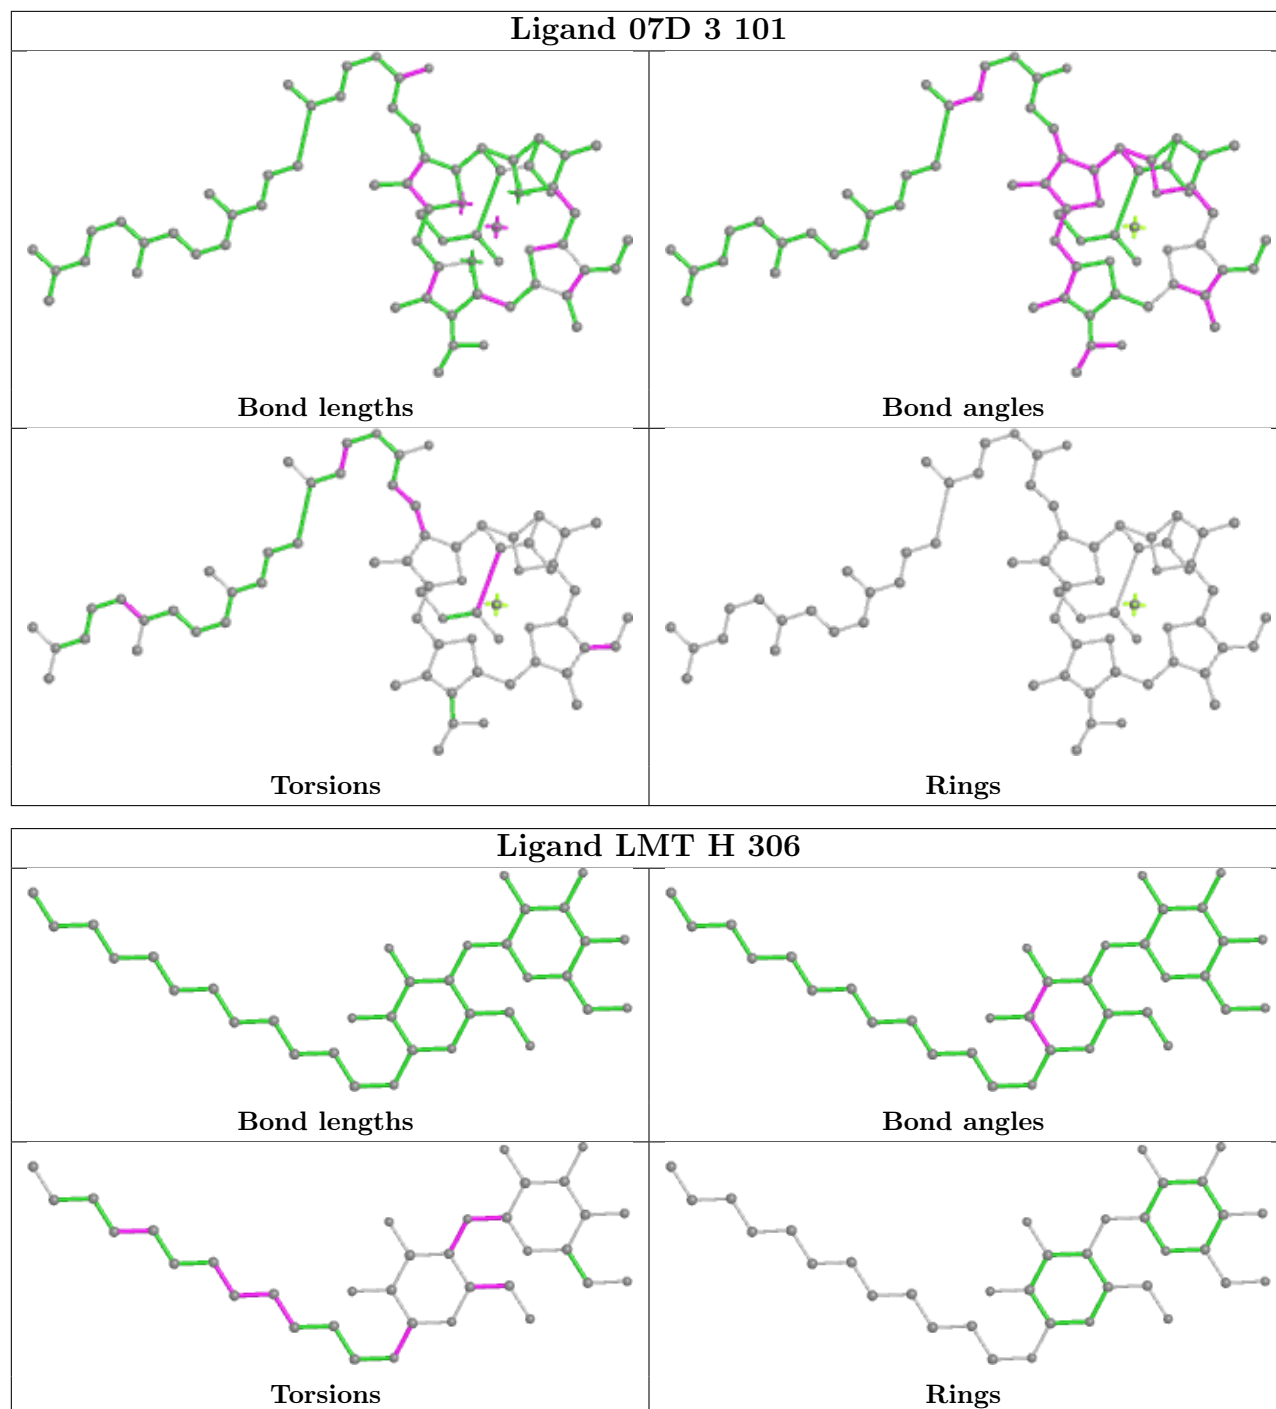 Ligand 07D 3 101
Bond lengths
Bond angles
Torsions
Rings
Ligand LMT H 306
Bond lengths
Bond angles
Torsions
Rings